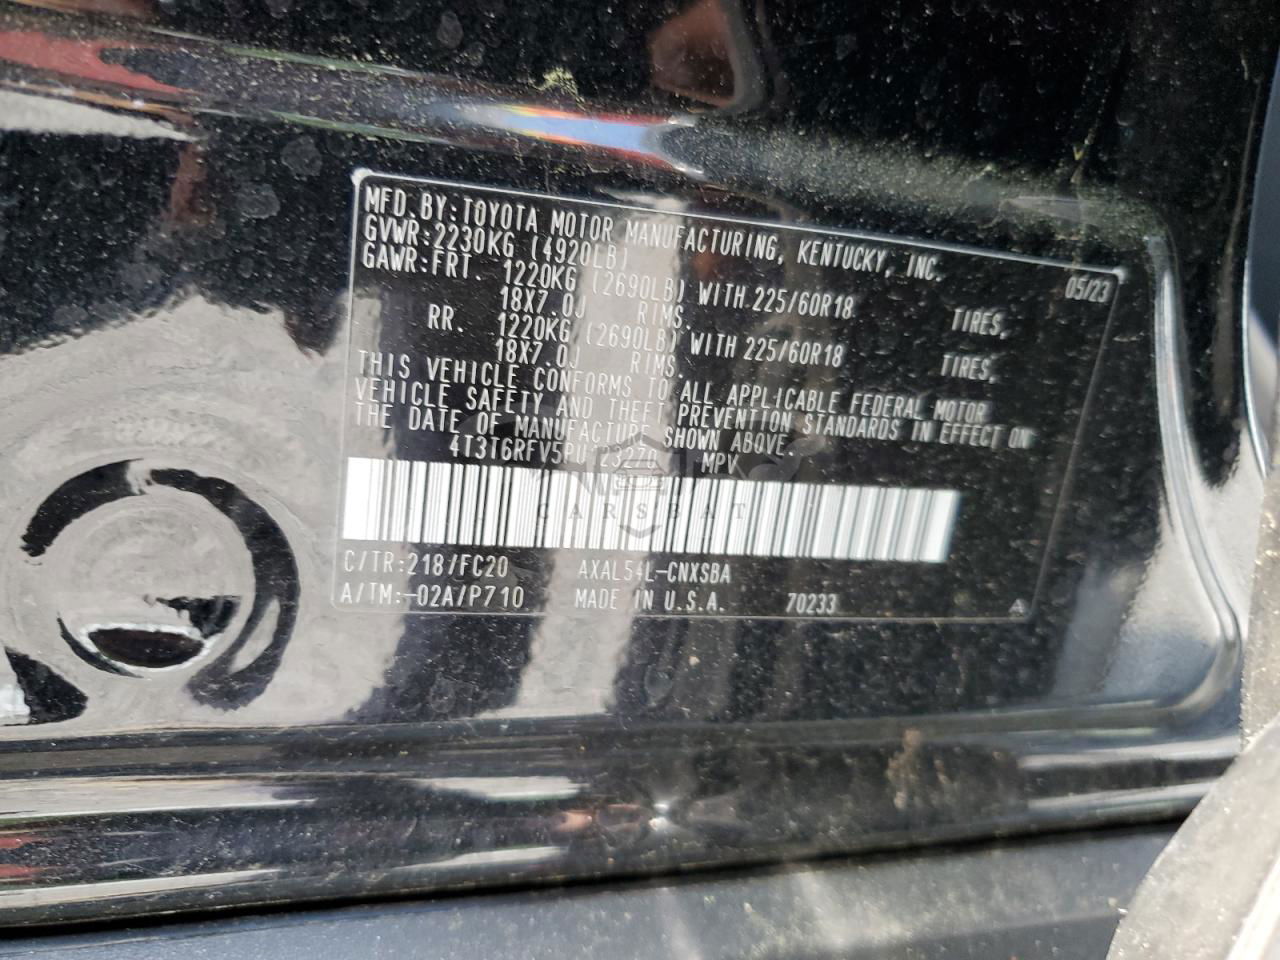 MFD.BY:TOYOTA MOTOR MANUFACTURING, KENTUCKY, INC.
GVWR:2230KG (4920LB) 05/23
GAWR:FRT. 1220KG (2690LB) WITH 225/60R18 TIRES,
18X7.0J RIMS.
RR. 1220KG (2690LB) WITH 225/60R18 TIRES,
18X7.0J RIMS.
THIS VEHICLE CONFORMS TO ALL APPLICABLE FEDERAL MOTOR
VEHICLE SAFETY AND THEFT PREVENTION STANDARDS IN EFFECT ON
THE DATE OF MANUFACTURE SHOWN ABOVE.
4T3T6RFV5PU123270 MPV
CARSBAT
C/TR:218/FC20 AXAL54L-CNXSBA
A/TM:-02A/P710 MADE IN U.S.A. 70233 A